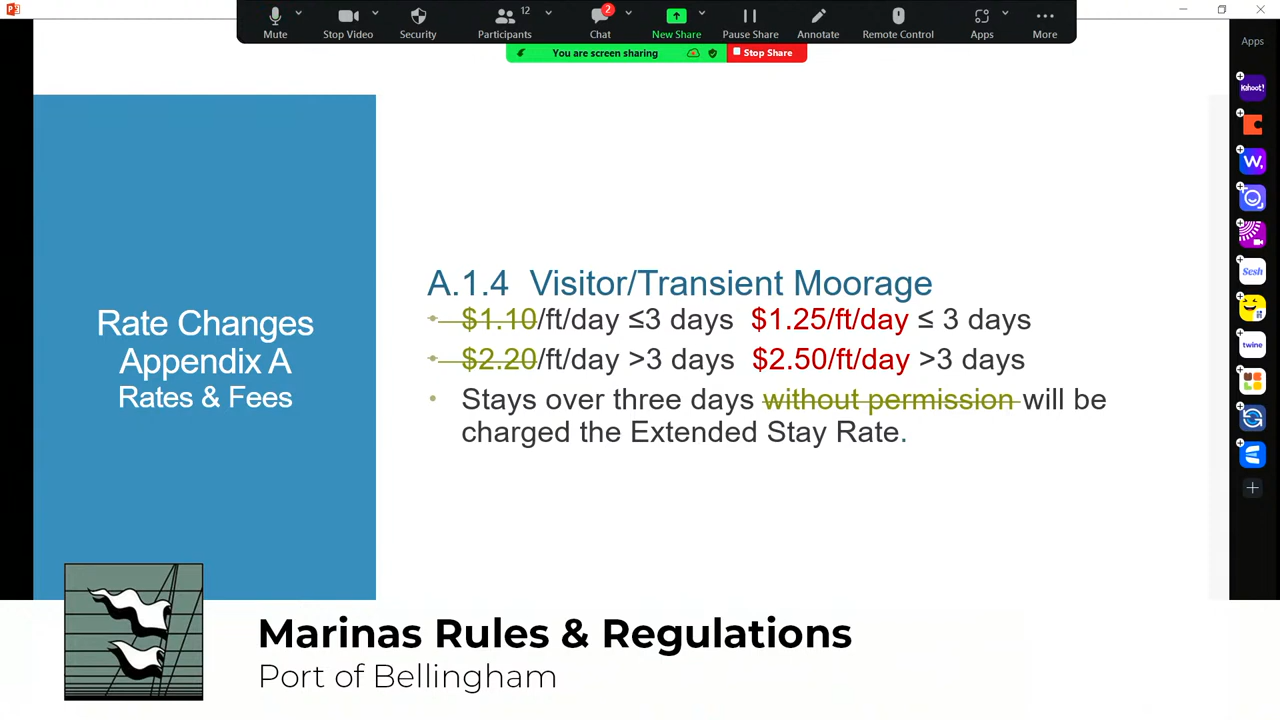 12
2
Mute
Stop Video
Security
Participants
Chat
New Share
Pause Share
Annotate
Remote Control
Apps
More
You are screen sharing
Stop Share
Apps
Kahoot!
W,
Sesh
twine
Rate Changes
Appendix A
Rates & Fees
A.1.4 Visitor/Transient Moorage
• $1.10/ft/day ≤3 days $1.25/ft/day ≤ 3 days
• $2.20/ft/day >3 days $2.50/ft/day >3 days
• Stays over three days without permission will be
charged the Extended Stay Rate.
Marinas Rules & Regulations
Port of Bellingham